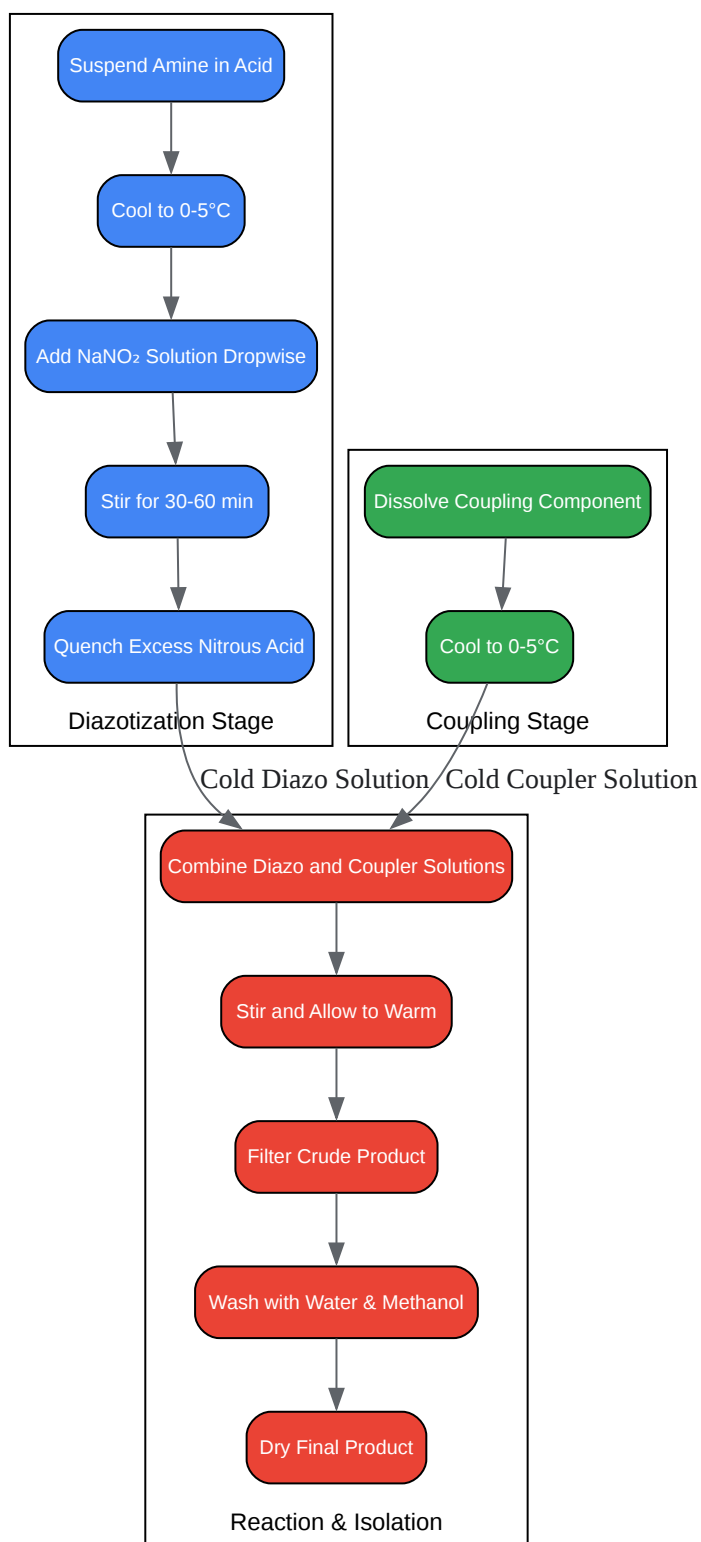 Suspend Amine in Acid
Cool to 0-5°C
Add NaNO₂ Solution Dropwise
Stir for 30-60 min
Quench Excess Nitrous Acid
Diazotization Stage
Dissolve Coupling Component
Cool to 0-5°C
Coupling Stage
Cold Diazo Solution
Cold Coupler Solution
Combine Diazo and Coupler Solutions
Stir and Allow to Warm
Filter Crude Product
Wash with Water & Methanol
Dry Final Product
Reaction & Isolation